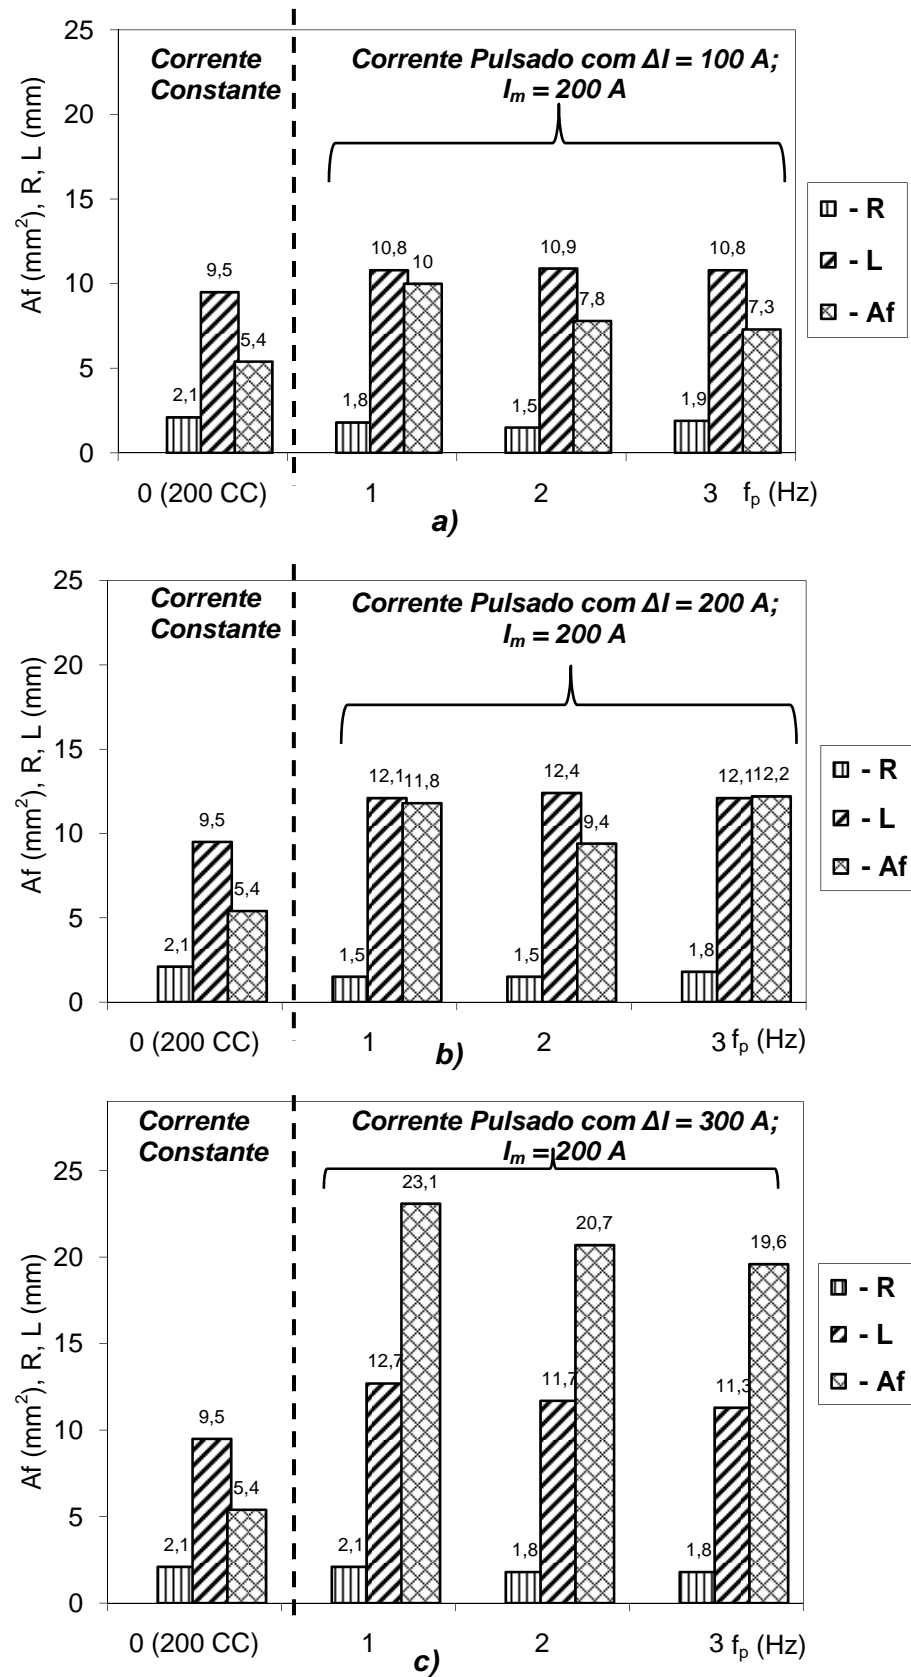 Corrente
Constante
Corrente Pulsado com ΔI = 100 A;
Im = 200 A
Af (mm²), R, L (mm)
25
20
15
10
5
0
9,5
5,4
2,1
10,8
10
1,8
10,9
7,8
1,5
10,8
7,3
1,9
- R
- L
- Af
0 (200 CC)
1
2
3
fp (Hz)
a)
Corrente
Constante
Corrente Pulsado com ΔI = 200 A;
Im = 200 A
Af (mm²), R, L (mm)
25
20
15
10
5
0
9,5
5,4
2,1
12,1
11,8
1,5
12,4
9,4
1,5
12,1
12,2
1,8
- R
- L
- Af
0 (200 CC)
1
2
3
fp (Hz)
b)
Corrente
Constante
Corrente Pulsado com ΔI = 300 A;
Im = 200 A
Af (mm²), R, L (mm)
25
20
15
10
5
0
9,5
5,4
2,1
23,1
12,7
2,1
20,7
11,7
1,8
19,6
11,3
1,8
- R
- L
- Af
0 (200 CC)
1
2
3
fp (Hz)
c)